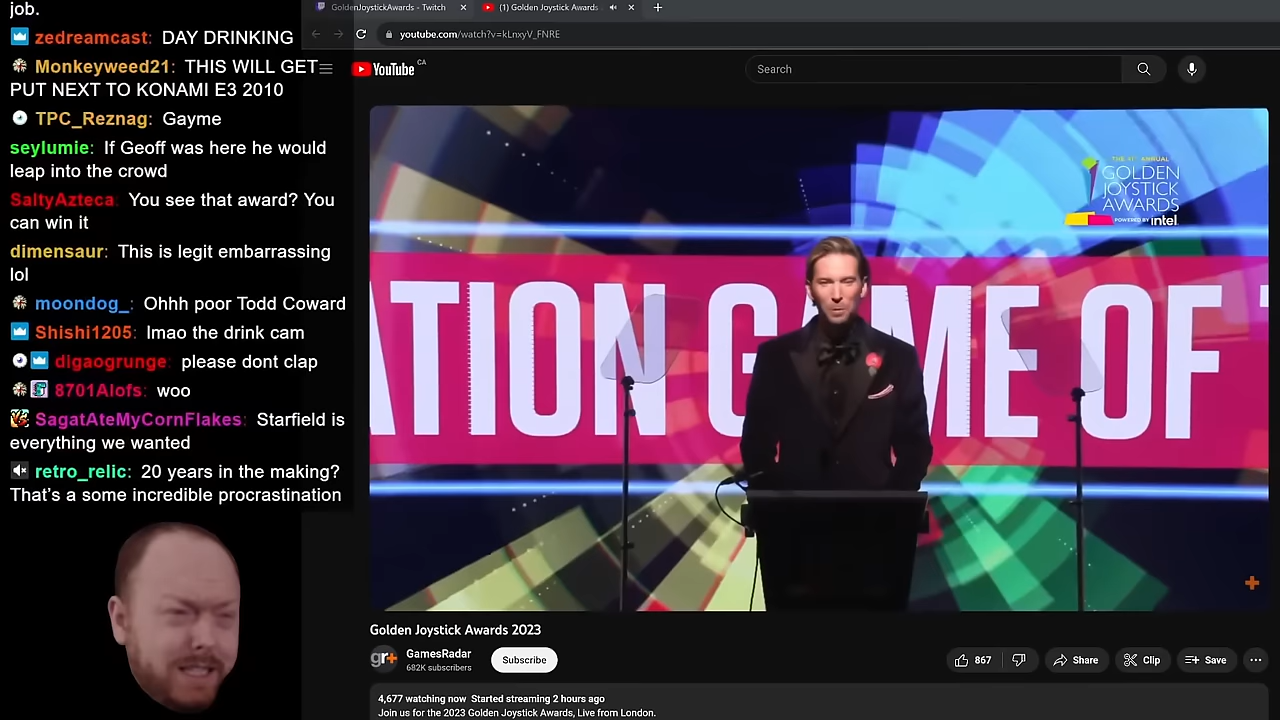 job.
zedreamcast: DAY DRINKING
Monkeyweed21: THIS WILL GET
PUT NEXT TO KONAMI E3 2010
TPC_Reznag: Gayme
seylumie: If Geoff was here he would
leap into the crowd
SaltyAzteca: You see that award? You
can win it
dimensaur: This is legit embarrassing
lol
moondog_: Ohhh poor Todd Coward
Shishi1205: lmao the drink cam
digaogrunge: please dont clap
8701Alofs: woo
SagatAteMyCornFlakes: Starfield is
everything we wanted
retro_relic: 20 years in the making?
That's a some incredible procrastination
GoldenJoystickAwards - Twitch
(1) Golden Joystick Awards
youtube.com/watch?v=kLnxyV_FNRE
YouTube CA
Search
THE 41ST ANNUAL
GOLDEN
JOYSTICK
AWARDS
POWERED BY intel.
ATION GAME OF
Golden Joystick Awards 2023
gr+ GamesRadar
682K subscribers
Subscribe
867
Share
Clip
Save
4,677 watching now Started streaming 2 hours ago
Join us for the 2023 Golden Joystick Awards, Live from London.